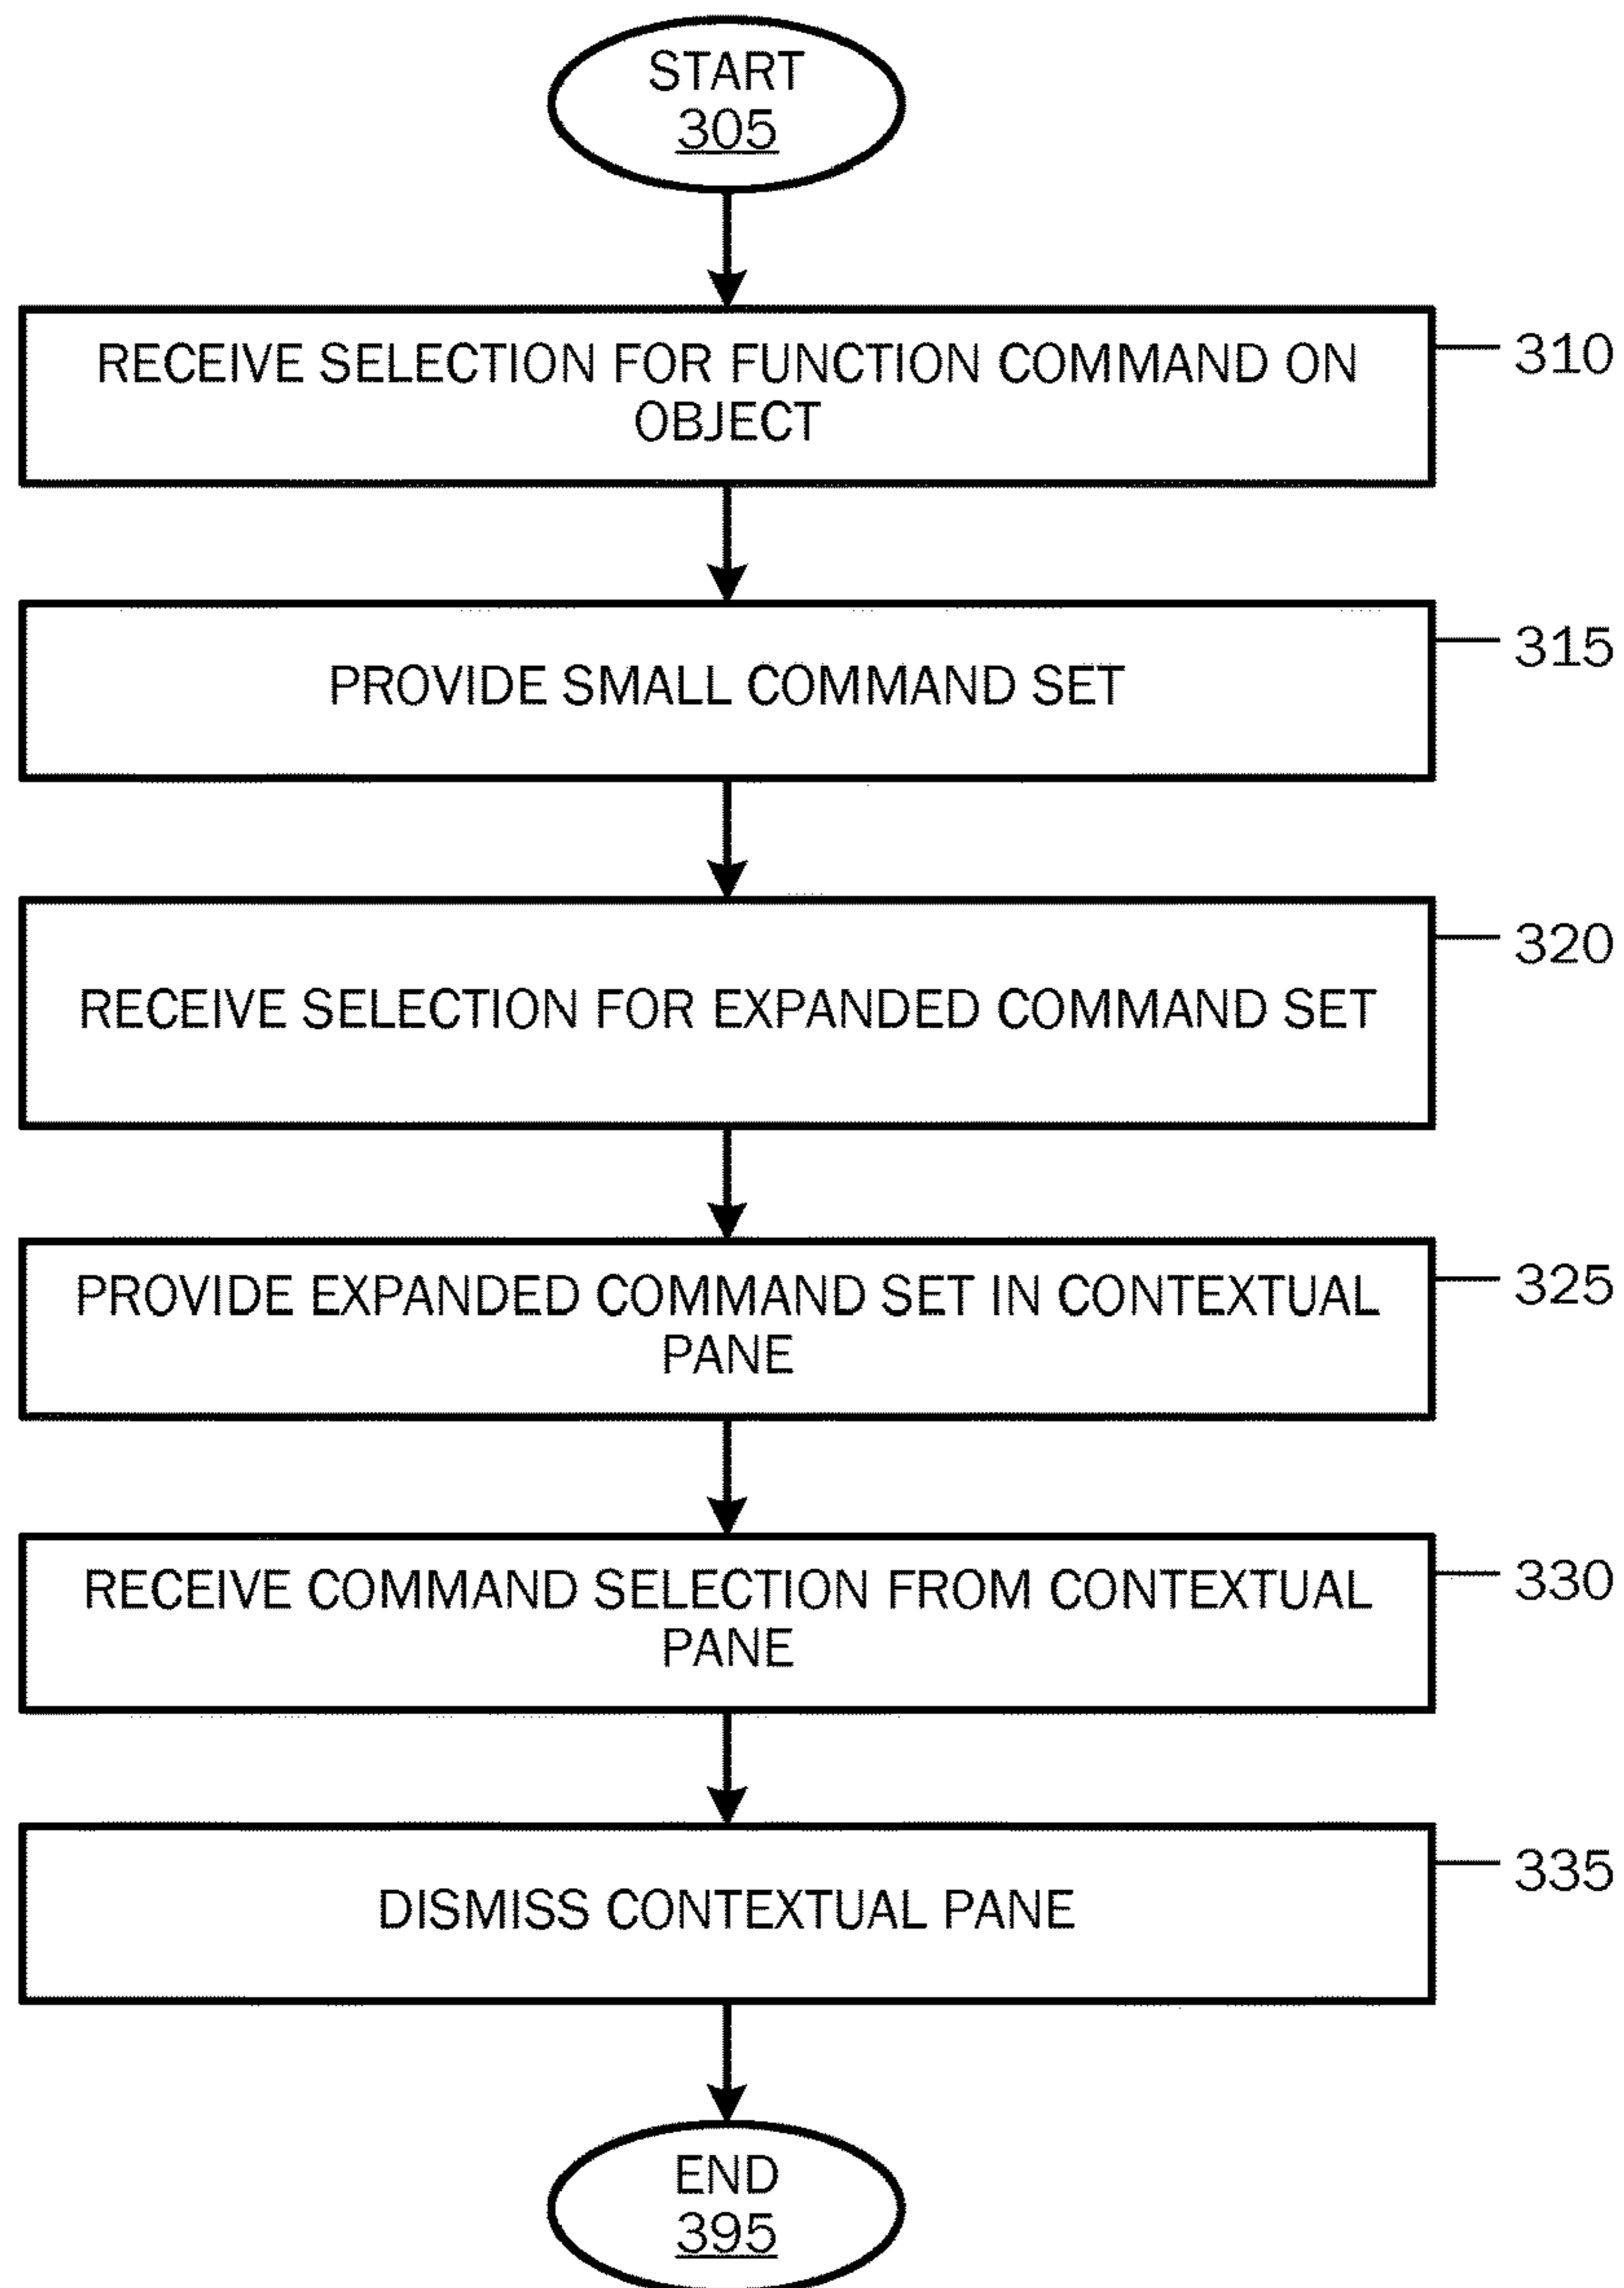 START
305
RECEIVE SELECTION FOR FUNCTION COMMAND ON
OBJECT
310
PROVIDE SMALL COMMAND SET
315
RECEIVE SELECTION FOR EXPANDED COMMAND SET
320
PROVIDE EXPANDED COMMAND SET IN CONTEXTUAL
PANE
325
RECEIVE COMMAND SELECTION FROM CONTEXTUAL
PANE
330
DISMISS CONTEXTUAL PANE
335
END
395